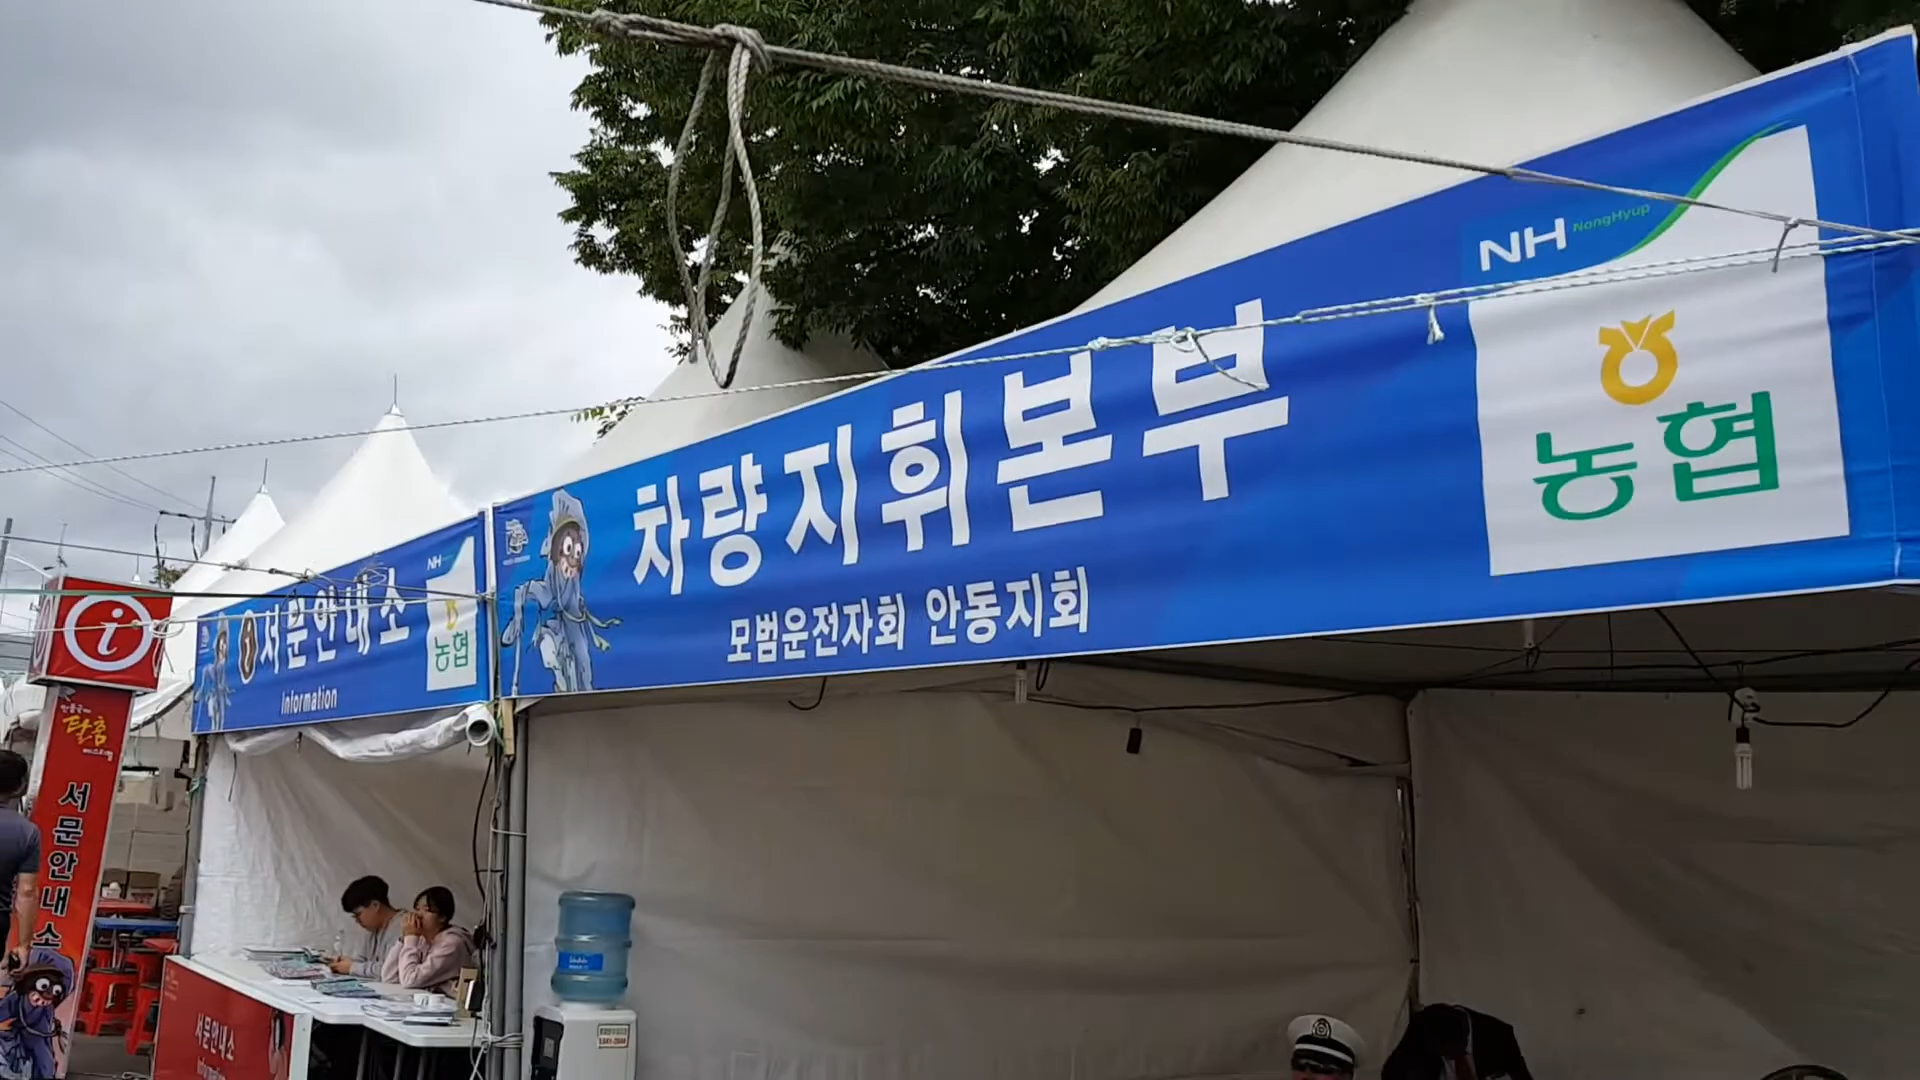 NH NongHyup
차량지휘본부
농협
모범운전자회 안동지회
NH
서문안내소
농협
Information
i
탈춤
서문안내소
서문안내소
Information